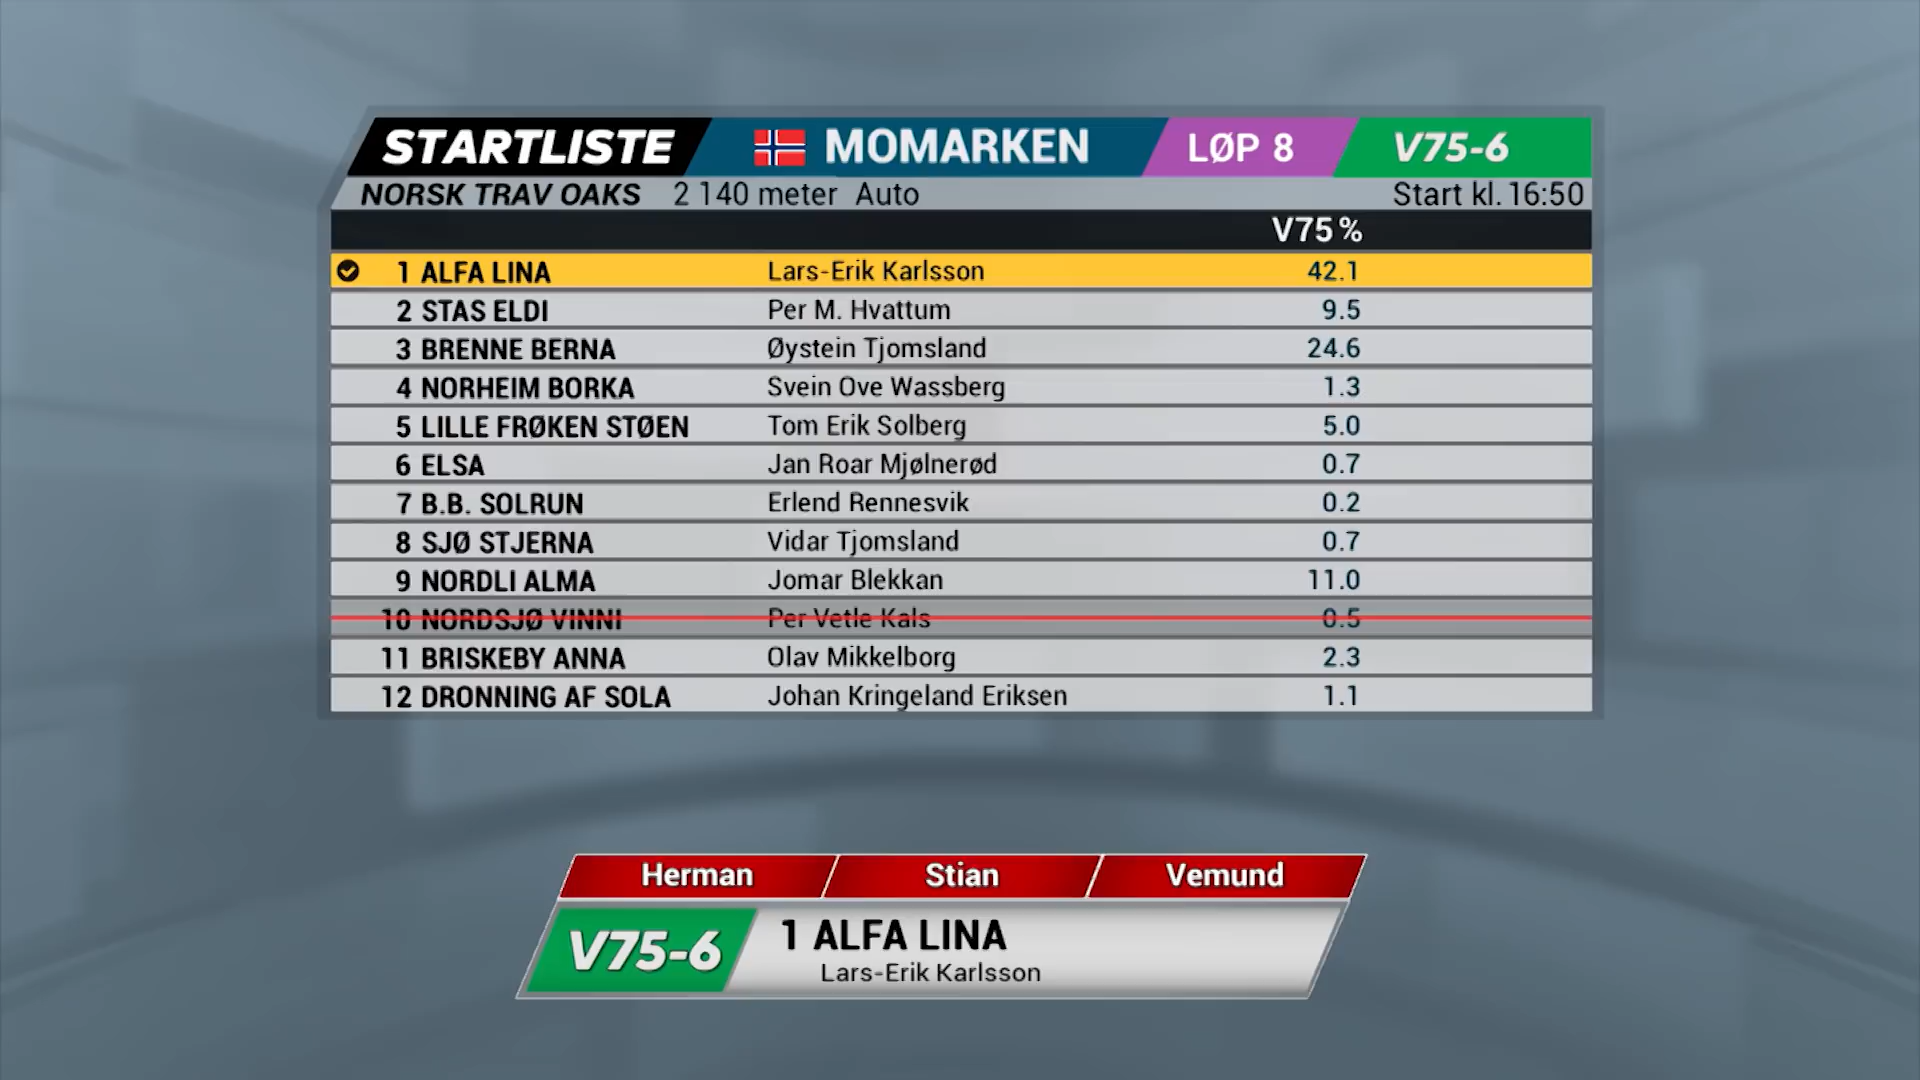 STARTLISTE MOMARKEN LØP 8 V75-6
NORSK TRAV OAKS 2 140 meter Auto Start kl. 16:50
V75 %
1 ALFA LINA Lars-Erik Karlsson 42.1
2 STAS ELDI Per M. Hvattum 9.5
3 BRENNE BERNA Øystein Tjomsland 24.6
4 NORHEIM BORKA Svein Ove Wassberg 1.3
5 LILLE FRØKEN STØEN Tom Erik Solberg 5.0
6 ELSA Jan Roar Mjølnerød 0.7
7 B.B. SOLRUN Erlend Rennesvik 0.2
8 SJØ STJERNA Vidar Tjomsland 0.7
9 NORDLI ALMA Jomar Blekkan 11.0
10 NORDSJØ VINNI Per Vetle Kals 0.5
11 BRISKEBY ANNA Olav Mikkelborg 2.3
12 DRONNING AF SOLA Johan Kringeland Eriksen 1.1
Herman Stian Vemund
V75-6 1 ALFA LINA
Lars-Erik Karlsson